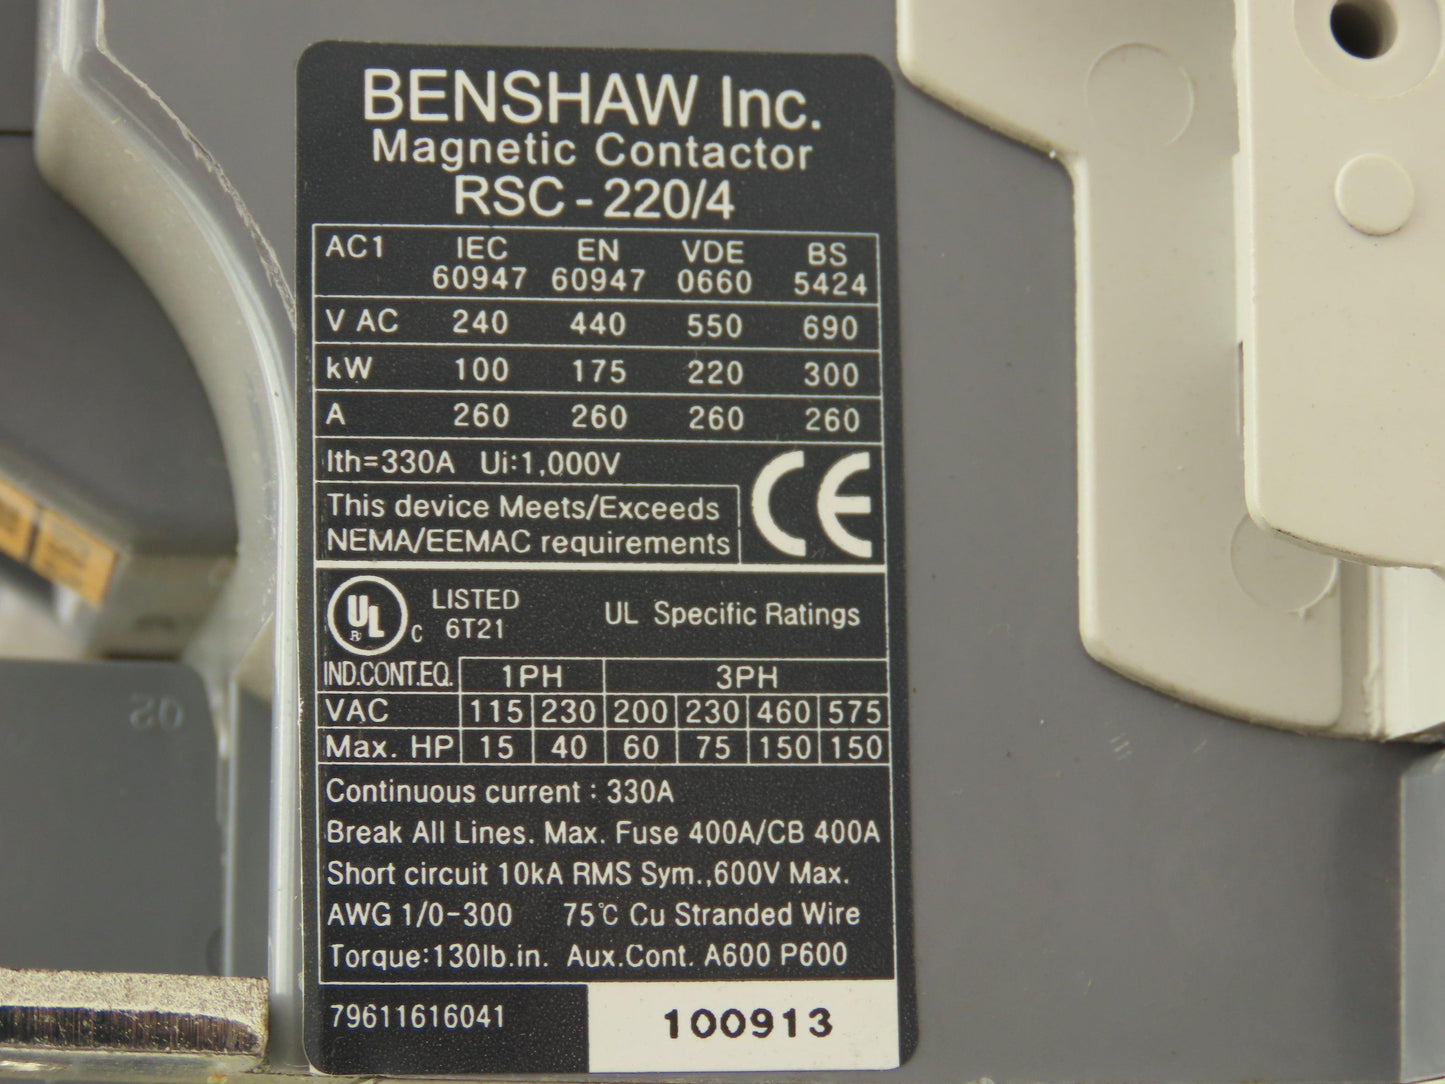 BENSHAW Inc.
Magnetic Contactor
RSC-220/4
AC1 IEC 60947 EN 60947 VDE 0660 BS 5424
V AC 240 440 550 690
kW 100 175 220 300
A 260 260 260 260
Ith=330A Ui:1,000V
CE
This device Meets/Exceeds
NEMA/EEMAC requirements
UL R C LISTED 6T21 UL Specific Ratings
IND.CONT.EQ. 1PH 3PH
VAC 115 230 200 230 460 575
Max. HP 15 40 60 75 150 150
Continuous current : 330A
Break All Lines. Max. Fuse 400A/CB 400A
Short circuit 10kA RMS Sym.,600V Max.
AWG 1/0-300 75℃ Cu Stranded Wire
Torque:130lb.in. Aux.Cont. A600 P600
79611616041 100913